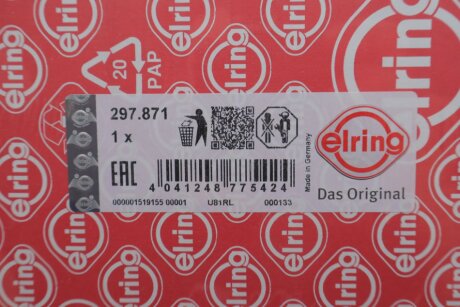 elring
20
PAP
297.871
1 x
EAC
4 041248 775424
000001519155 00001
U81RL
000133
Made in Germany
elring
Das Original